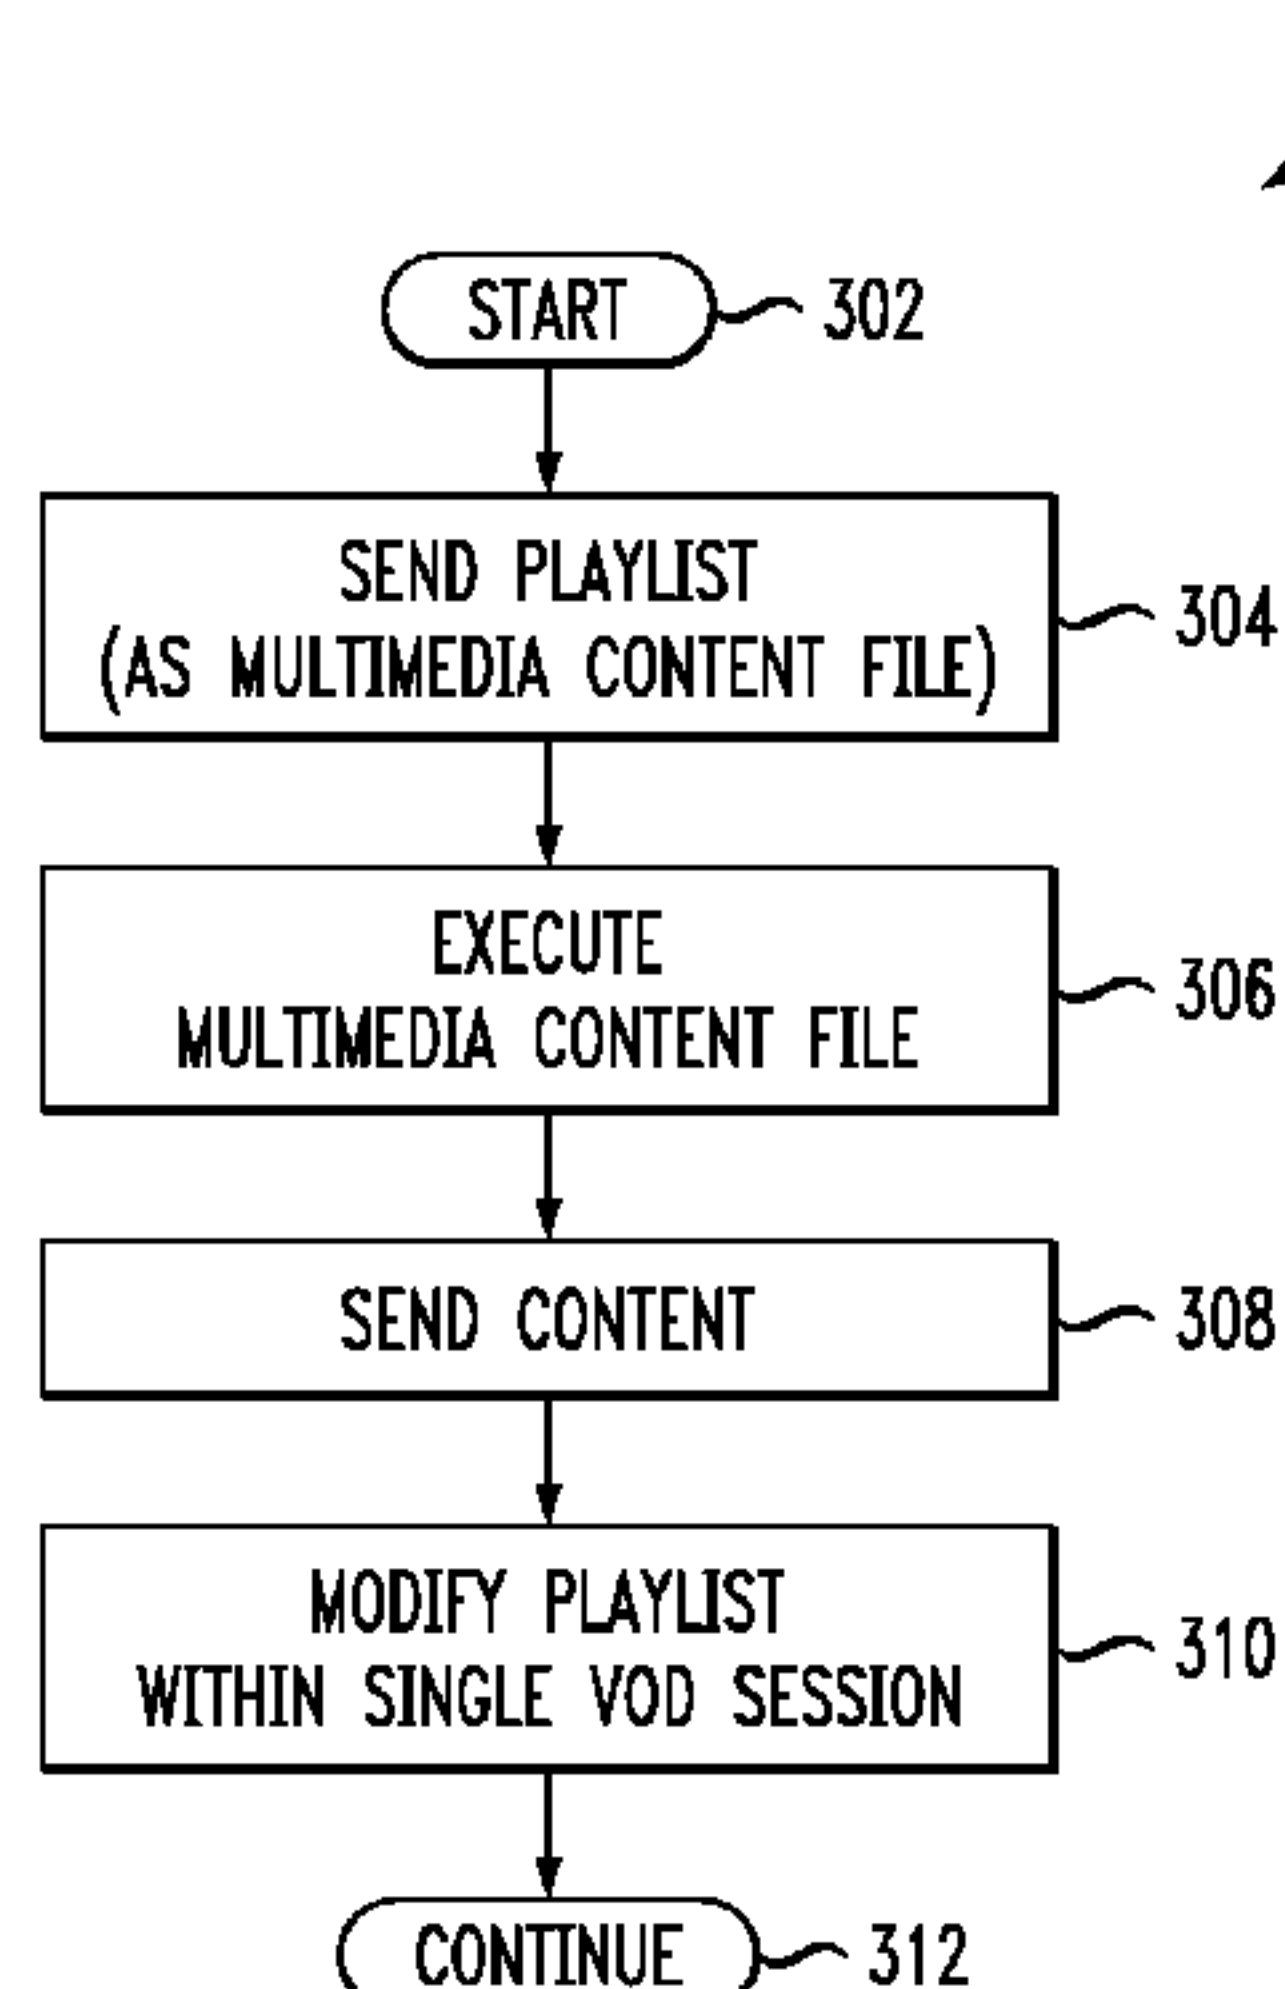 START
302
SEND PLAYLIST
(AS MULTIMEDIA CONTENT FILE)
304
EXECUTE
MULTIMEDIA CONTENT FILE
306
SEND CONTENT
308
MODIFY PLAYLIST
WITHIN SINGLE VOD SESSION
310
CONTINUE
312